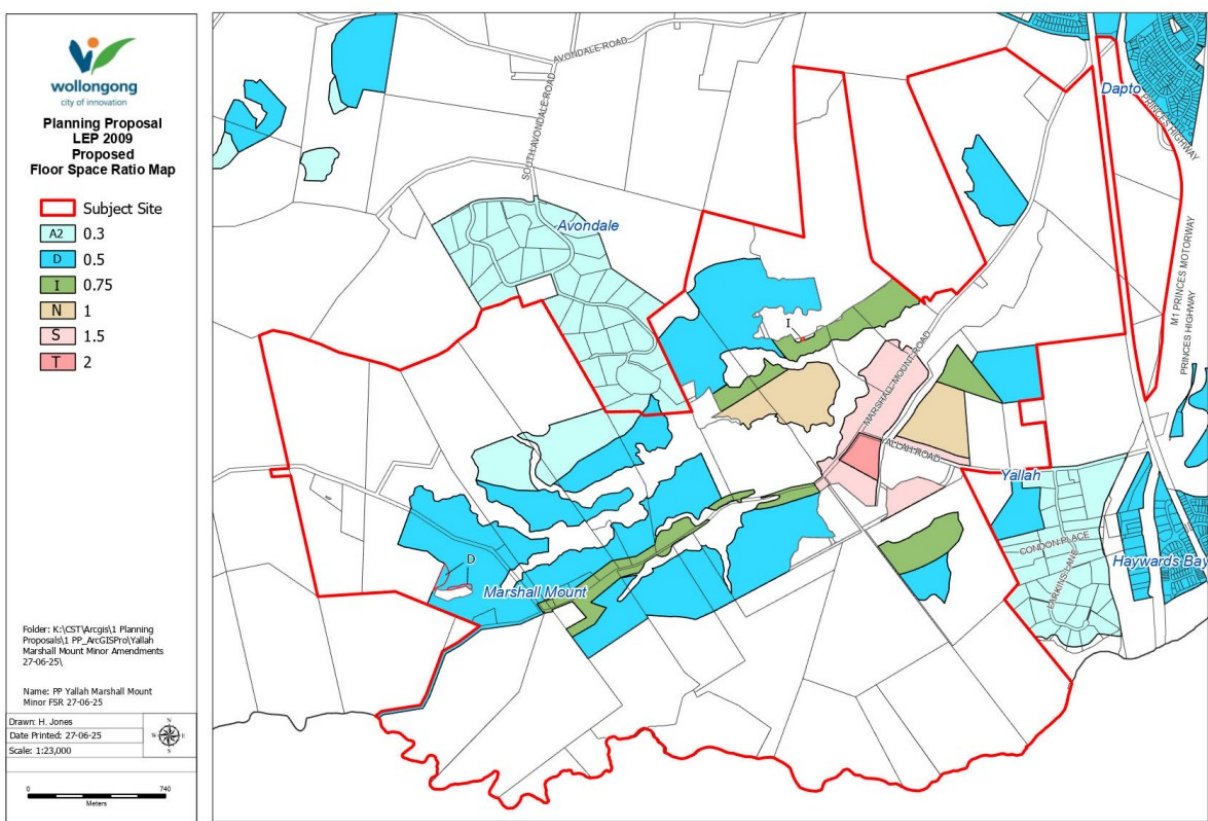 wollongong
city of innovation
Planning Proposal
LEP 2009
Proposed
Floor Space Ratio Map
Subject Site
A2 0.3
D 0.5
I 0.75
N 1
S 1.5
T 2
Folder: K:\CST\Arcgis\1 Planning
Proposals\1 PP_ArcGISPro\Yallah
Marshall Mount Minor Amendments
27-06-25\
Name: PP Yallah Marshall Mount
Minor FSR 27-06-25
Drawn: H. Jones
Date Printed: 27-06-25
Scale: 1:23,000
N
W E
S
0 740
Meters
AVONDALE ROAD
SOUTH AVONDALE ROAD
Dapto
PRINCES HIGHWAY
Avondale
M1 PRINCES MOTORWAY
PRINCES HIGHWAY
I
MARSHALL MOUNT ROAD
YALLAH ROAD
Yallah
CONDON PLACE
LARKINS LANE
Haywards Bay
D
Marshall Mount